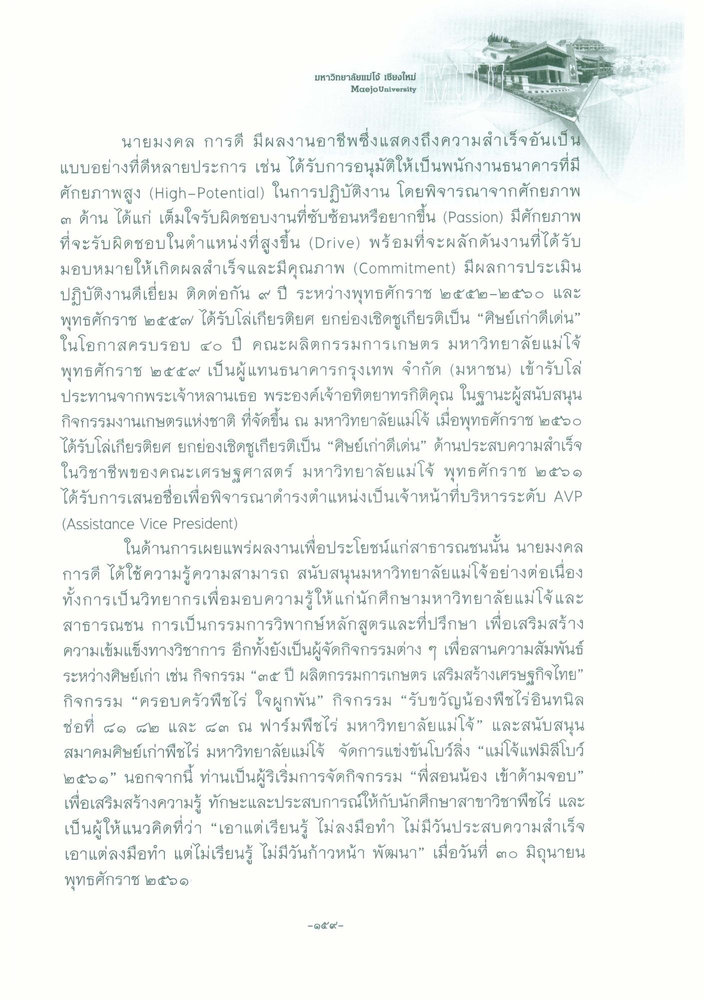 มหาวิทยาลัยแม่โจ้ เชียงใหม่
MaejoUniversity
MJU
นายมงคล การดี มีผลงานอาชีพซึ่งแสดงถึงความสำเร็จอันเป็น
แบบอย่างที่ดีหลายประการ เช่น ได้รับการอนุมัติให้เป็นพนักงานธนาคารที่มี
ศักยภาพสูง (High–Potential) ในการปฏิบัติงาน โดยพิจารณาจากศักยภาพ
๓ ด้าน ได้แก่ เต็มใจรับผิดชอบงานที่ซับซ้อนหรือยากขึ้น (Passion) มีศักยภาพ
ที่จะรับผิดชอบในตำแหน่งที่สูงขึ้น (Drive) พร้อมที่จะผลักดันงานที่ได้รับ
มอบหมายให้เกิดผลสำเร็จและมีคุณภาพ (Commitment) มีผลการประเมิน
ปฏิบัติงานดีเยี่ยม ติดต่อกัน ๙ ปี ระหว่างพุทธศักราช ๒๕๕๒–๒๕๖๐ และ
พุทธศักราช ๒๕๕๗ ได้รับโล่เกียรติยศ ยกย่องเชิดชูเกียรติเป็น “ศิษย์เก่าดีเด่น”
ในโอกาสครบรอบ ๔๐ ปี คณะผลิตกรรมการเกษตร มหาวิทยาลัยแม่โจ้
พุทธศักราช ๒๕๕๙ เป็นผู้แทนธนาคารกรุงเทพ จำกัด (มหาชน) เข้ารับโล่
ประทานจากพระเจ้าหลานเธอ พระองค์เจ้าอทิตยาทรกิติคุณ ในฐานะผู้สนับสนุน
กิจกรรมงานเกษตรแห่งชาติ ที่จัดขึ้น ณ มหาวิทยาลัยแม่โจ้ เมื่อพุทธศักราช ๒๕๖๐
ได้รับโล่เกียรติยศ ยกย่องเชิดชูเกียรติเป็น “ศิษย์เก่าดีเด่น” ด้านประสบความสำเร็จ
ในวิชาชีพของคณะเศรษฐศาสตร์ มหาวิทยาลัยแม่โจ้ พุทธศักราช ๒๕๖๑
ได้รับการเสนอชื่อเพื่อพิจารณาดำรงตำแหน่งเป็นเจ้าหน้าที่บริหารระดับ AVP
(Assistance Vice President)
ในด้านการเผยแพร่ผลงานเพื่อประโยชน์แก่สาธารณชนนั้น นายมงคล
การดี ได้ใช้ความรู้ความสามารถ สนับสนุนมหาวิทยาลัยแม่โจ้อย่างต่อเนื่อง
ทั้งการเป็นวิทยากรเพื่อมอบความรู้ให้แก่นักศึกษามหาวิทยาลัยแม่โจ้และ
สาธารณชน การเป็นกรรมการวิพากษ์หลักสูตรและที่ปรึกษา เพื่อเสริมสร้าง
ความเข้มแข็งทางวิชาการ อีกทั้งยังเป็นผู้จัดกิจกรรมต่าง ๆ เพื่อสานความสัมพันธ์
ระหว่างศิษย์เก่า เช่น กิจกรรม “๓๕ ปี ผลิตกรรมการเกษตร เสริมสร้างเศรษฐกิจไทย”
กิจกรรม “ครอบครัวพืชไร่ ใจผูกพัน” กิจกรรม “รับขวัญน้องพืชไร่อินทนิล
ช่อที่ ๘๑ ๘๒ และ ๘๓ ณ ฟาร์มพืชไร่ มหาวิทยาลัยแม่โจ้” และสนับสนุน
สมาคมศิษย์เก่าพืชไร่ มหาวิทยาลัยแม่โจ้ จัดการแข่งขันโบว์ลิ่ง “แม่โจ้แฟมิลีโบว์
๒๕๖๑” นอกจากนี้ ท่านเป็นผู้ริเริ่มการจัดกิจกรรม “พี่สอนน้อง เข้าด้ามจอบ”
เพื่อเสริมสร้างความรู้ ทักษะและประสบการณ์ให้กับนักศึกษาสาขาวิชาพืชไร่ และ
เป็นผู้ให้แนวคิดที่ว่า “เอาแต่เรียนรู้ ไม่ลงมือทำ ไม่มีวันประสบความสำเร็จ
เอาแต่ลงมือทำ แต่ไม่เรียนรู้ ไม่มีวันก้าวหน้า พัฒนา” เมื่อวันที่ ๓๐ มิถุนายน
พุทธศักราช ๒๕๖๑
–๑๕๙–